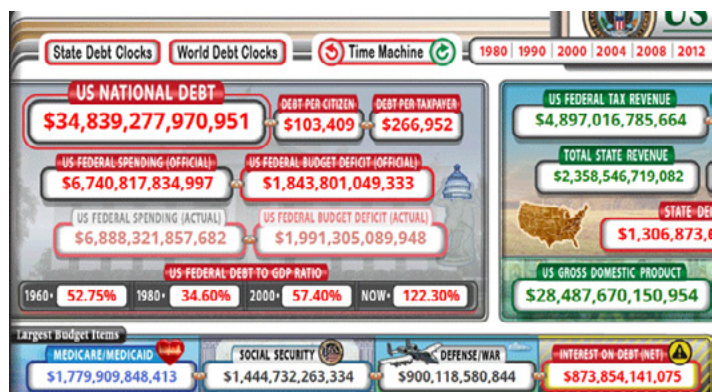 US
State Debt Clocks World Debt Clocks Time Machine 1980 1990 2000 2004 2008 2012
US NATIONAL DEBT
$34,839,277,970,951
DEBT PER CITIZEN
$103,409
DEBT PER TAXPAYER
$266,952
US FEDERAL SPENDING (OFFICIAL)
$6,740,817,834,997
US FEDERAL BUDGET DEFICIT (OFFICIAL)
$1,843,801,049,333
US FEDERAL SPENDING (ACTUAL)
$6,888,321,857,682
US FEDERAL BUDGET DEFICIT (ACTUAL)
$1,991,305,089,948
US FEDERAL DEBT TO GDP RATIO
1960• 52.75% 1980• 34.60% 2000• 57.40% NOW• 122.30%
US FEDERAL TAX REVENUE
$4,897,016,785,664
TOTAL STATE REVENUE
$2,358,546,719,082
STATE DE
$1,306,873,6
US GROSS DOMESTIC PRODUCT
$28,487,670,150,954
Largest Budget Items
MEDICARE/MEDICAID
$1,779,909,848,413
SOCIAL SECURITY
$1,444,732,263,334
DEFENSE/WAR
$900,118,580,844
INTEREST ON DEBT (NET)
$873,854,141,075